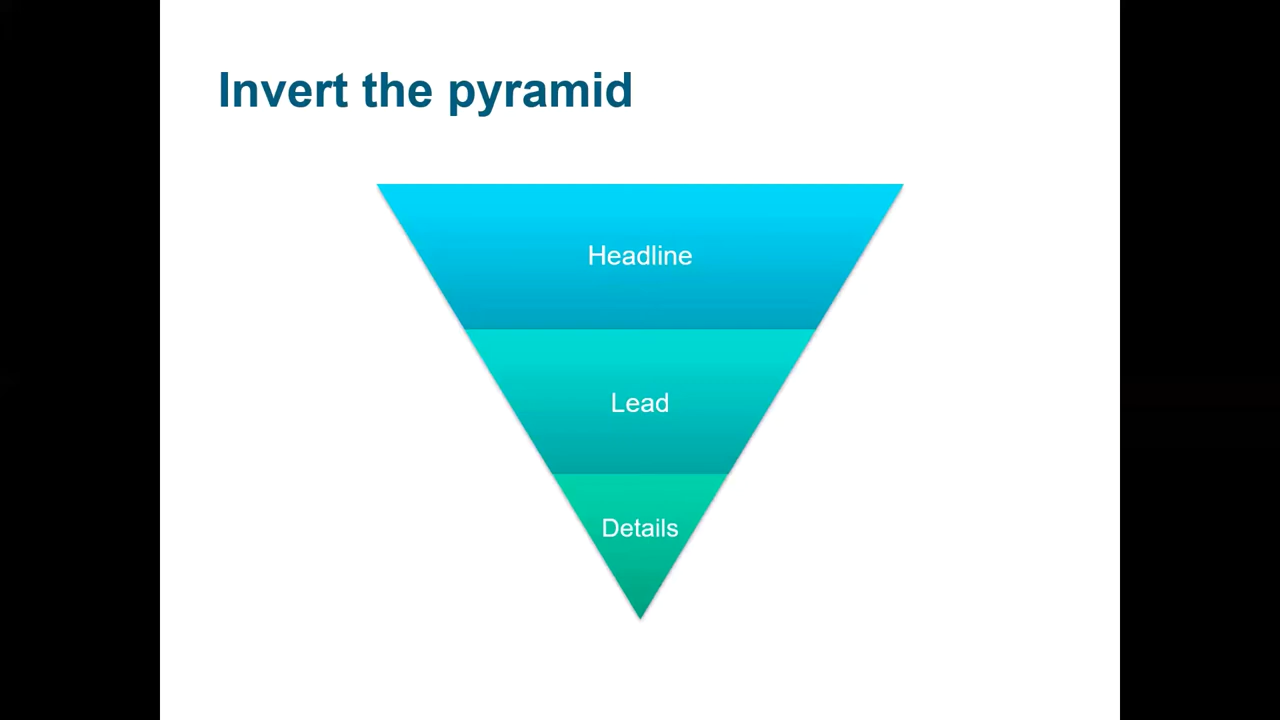 Invert the pyramid
Headline
Lead
Details